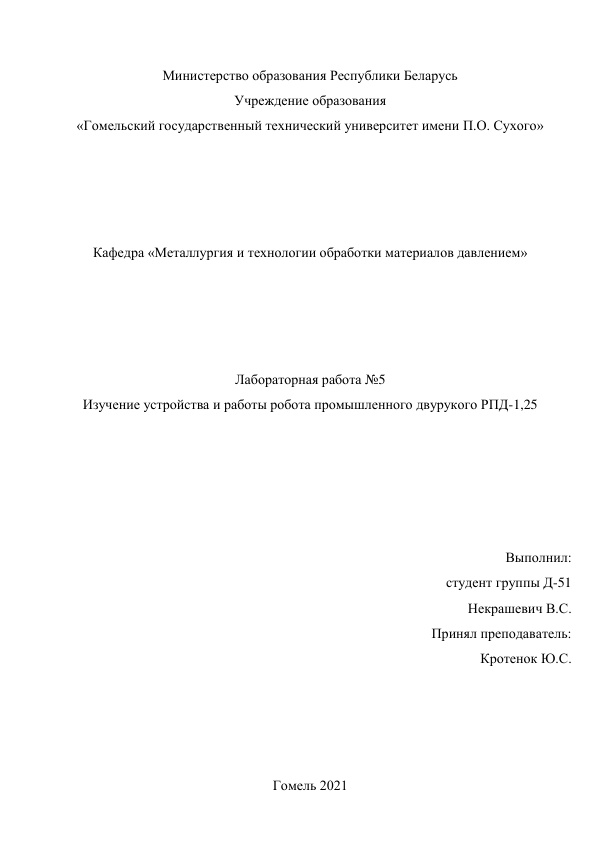 Министерство образования Республики Беларусь
Учреждение образования
«Гомельский государственный технический университет имени П.О. Сухого»
Кафедра «Металлургия и технологии обработки материалов давлением»
Лабораторная работа №5
Изучение устройства и работы робота промышленного двурукого РПД-1,25
Выполнил:
студент группы Д-51
Некрашевич В.С.
Принял преподаватель:
Кротенок Ю.С.
Гомель 2021